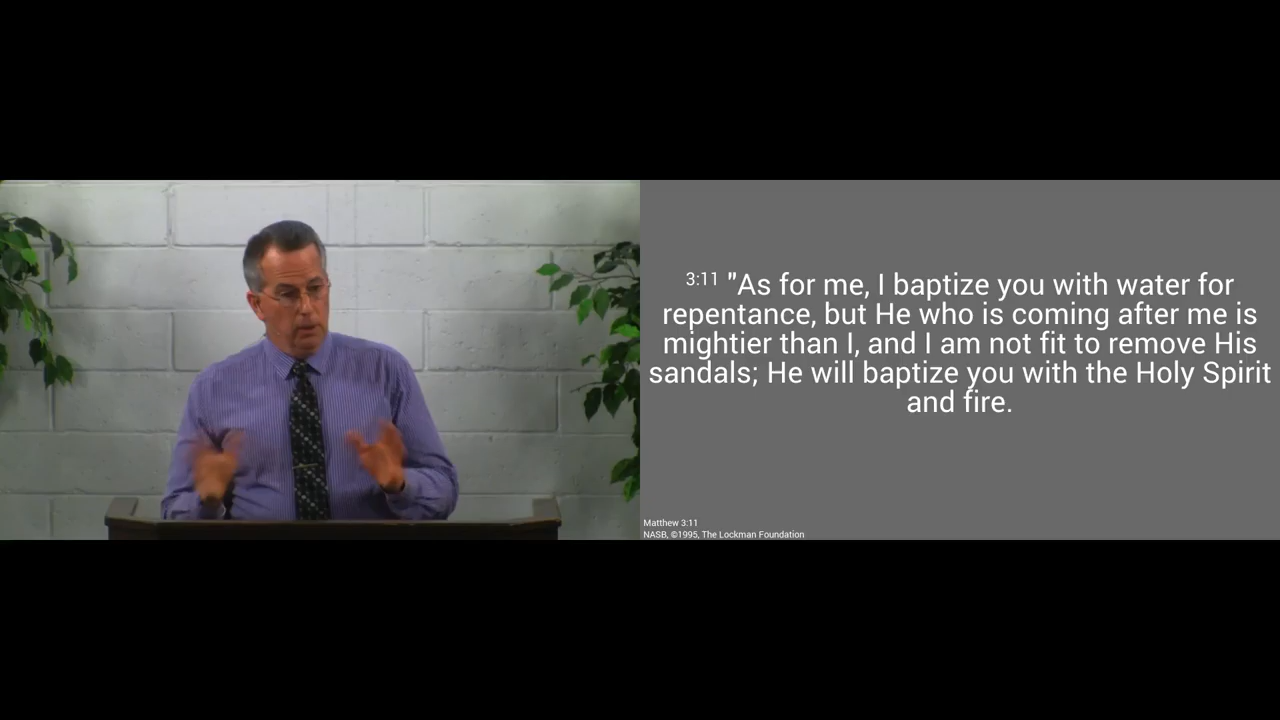 3:11 "As for me, I baptize you with water for
repentance, but He who is coming after me is
mightier than I, and I am not fit to remove His
sandals; He will baptize you with the Holy Spirit
and fire.
Matthew 3:11
NASB, ©1995, The Lockman Foundation